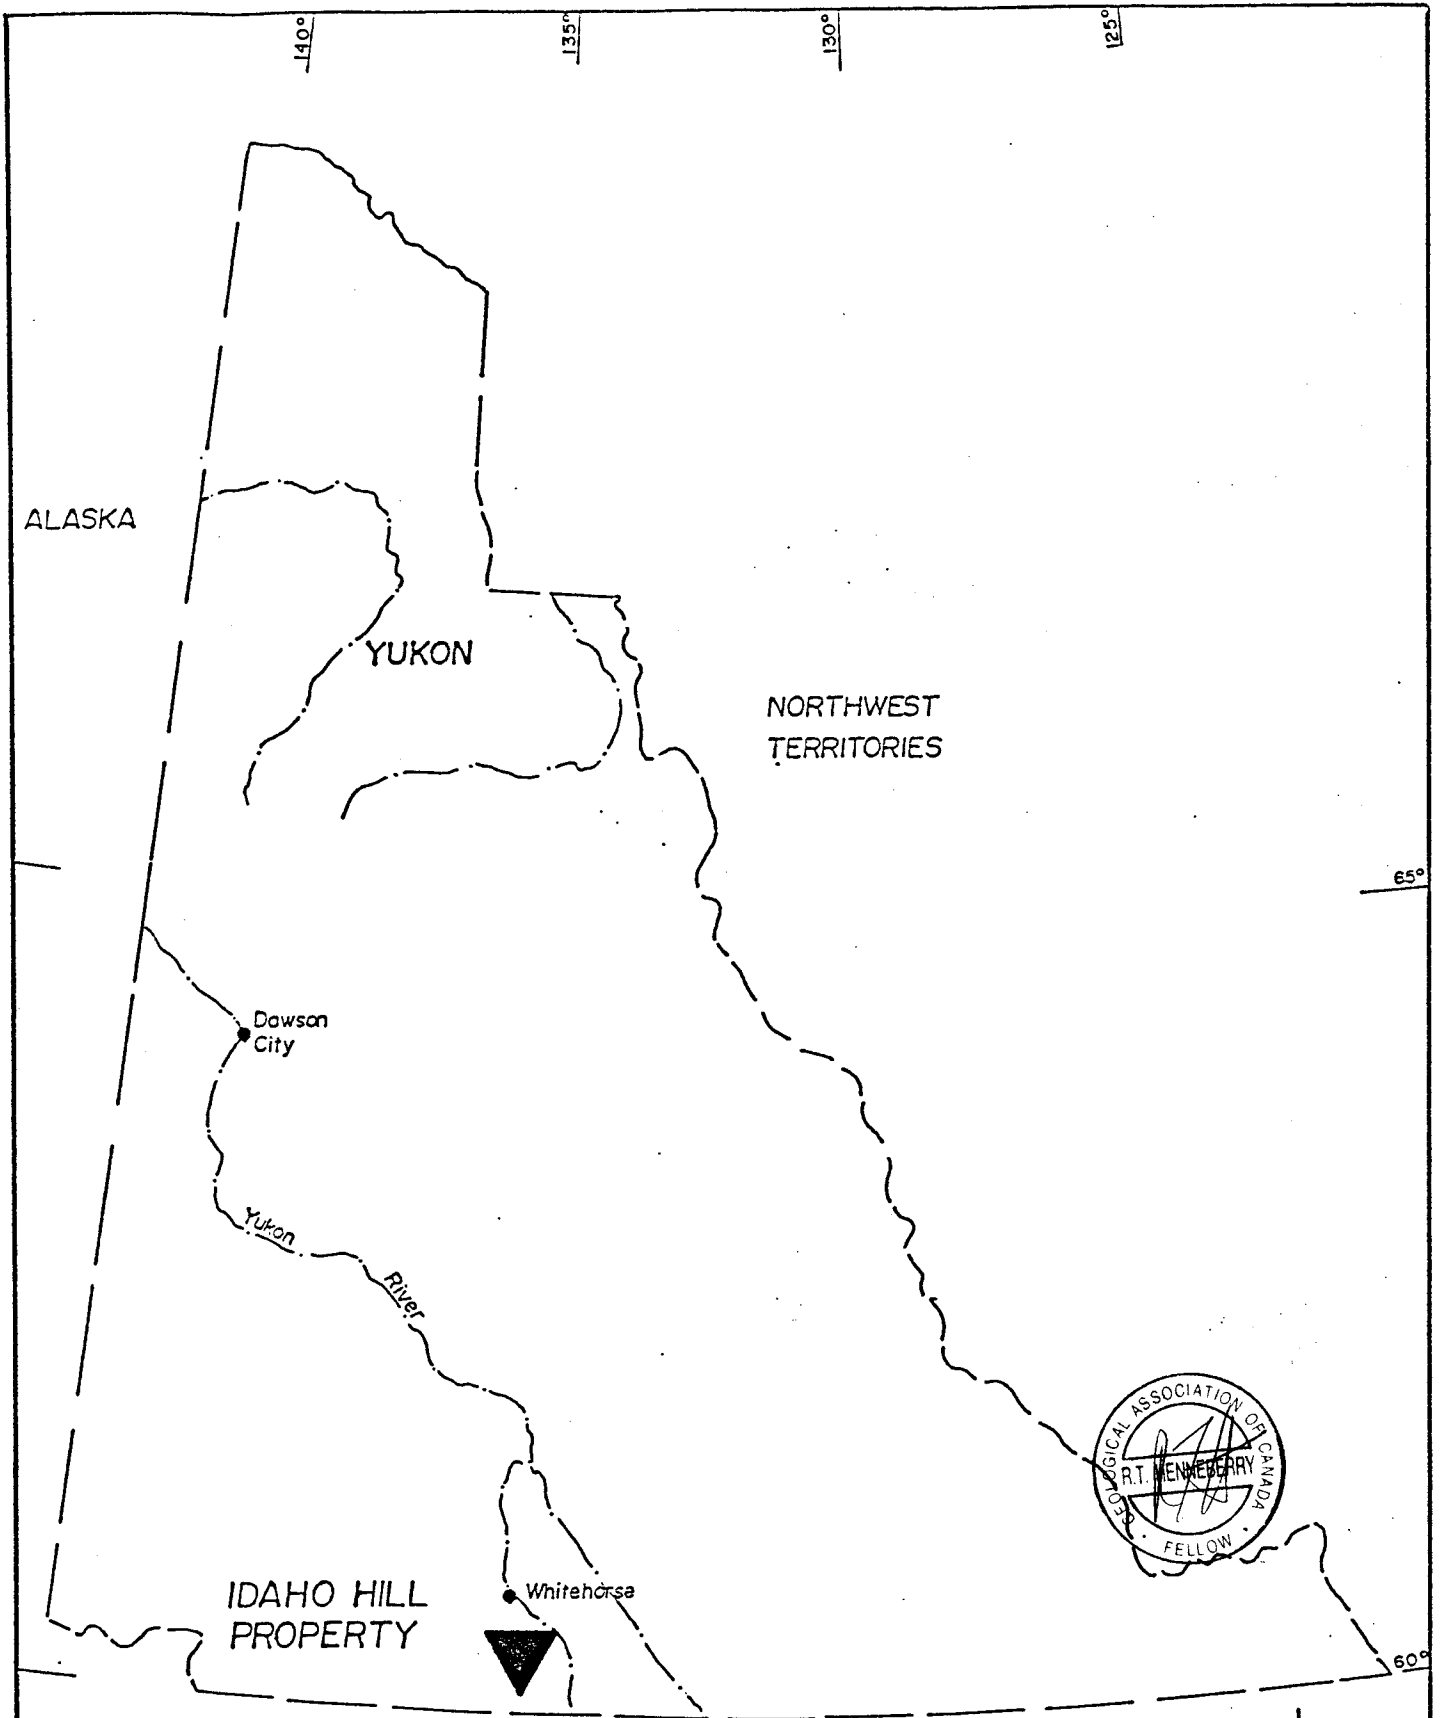 140°
135°
130°
125°
ALASKA
YUKON
NORTHWEST
TERRITORIES
65°
Dawson
City
Yukon
River
GEOLOGICAL ASSOCIATION OF CANADA
R.T. HENNEBERRY
FELLOW
IDAHO HILL
PROPERTY
Whitehorse
60°